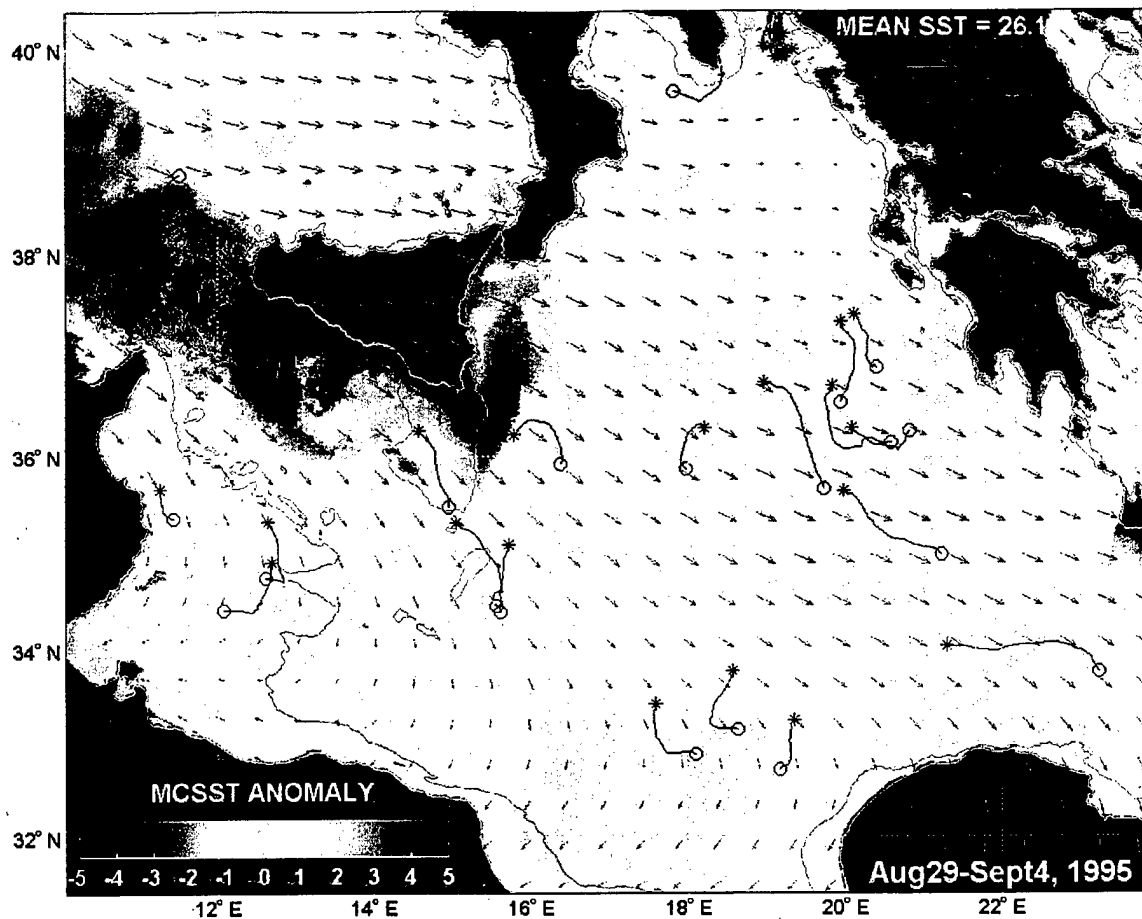 MEAN SST = 26.1
40° N
38° N
36° N
34° N
32° N
MCSST ANOMALY
-5 -4 -3 -2 -1 0 1 2 3 4 5
Aug29-Sept4, 1995
12° E 14° E 16° E 18° E 20° E 22° E